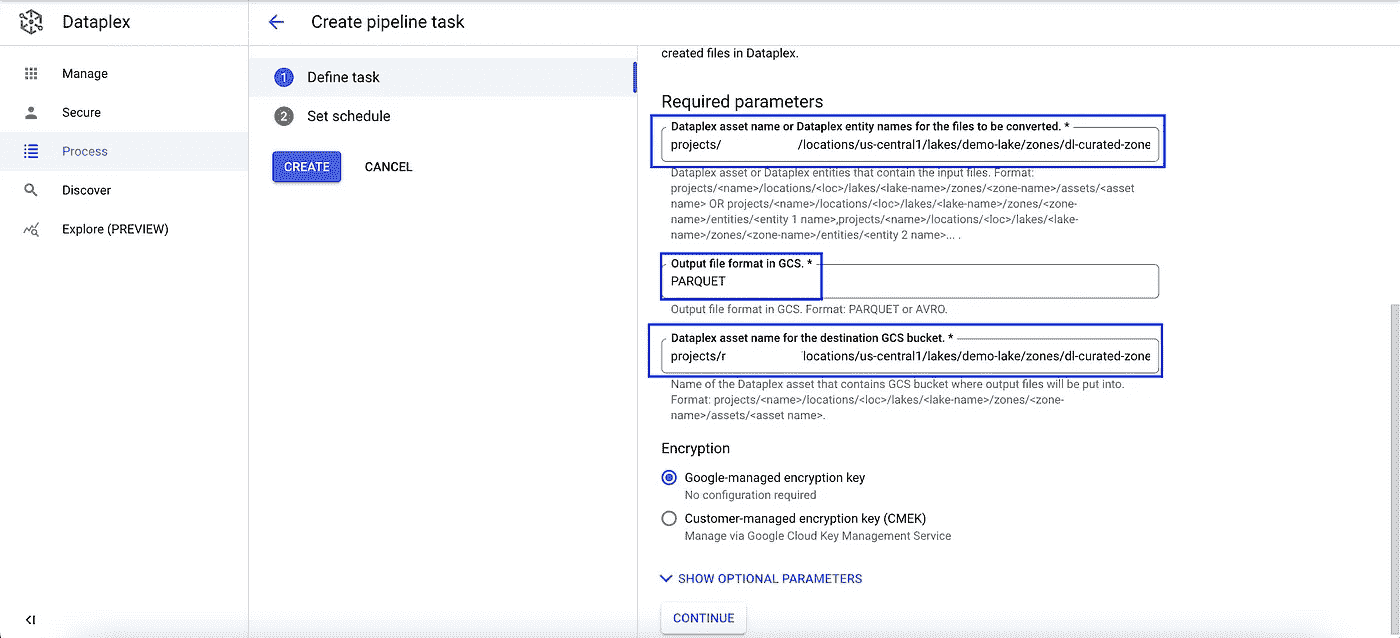 Dataplex
Create pipeline task
Manage
Secure
Process
Discover
Explore (PREVIEW)
1 Define task
2 Set schedule
CREATE CANCEL
created files in Dataplex.
Required parameters
Dataplex asset name or Dataplex entity names for the files to be converted. *
projects/ /locations/us-central1/lakes/demo-lake/zones/dl-curated-zone
Dataplex asset or Dataplex entities that contain the input files. Format:
projects/<name>/locations/<loc>/lakes/<lake-name>/zones/<zone-name>/assets/<asset
name> OR projects/<name>/locations/<loc>/lakes/<lake-name>/zones/<zone-
name>/entities/<entity 1 name>,projects/<name>/locations/<loc>/lakes/<lake-
name>/zones/<zone-name>/entities/<entity 2 name>... .
Output file format in GCS. *
PARQUET
Output file format in GCS. Format: PARQUET or AVRO.
Dataplex asset name for the destination GCS bucket. *
projects/r locations/us-central1/lakes/demo-lake/zones/dl-curated-zone
Name of the Dataplex asset that contains GCS bucket where output files will be put into.
Format: projects/<name>/locations/<loc>/lakes/<lake-name>/zones/<zone-
name>/assets/<asset name>.
Encryption
Google-managed encryption key
No configuration required
Customer-managed encryption key (CMEK)
Manage via Google Cloud Key Management Service
SHOW OPTIONAL PARAMETERS
CONTINUE